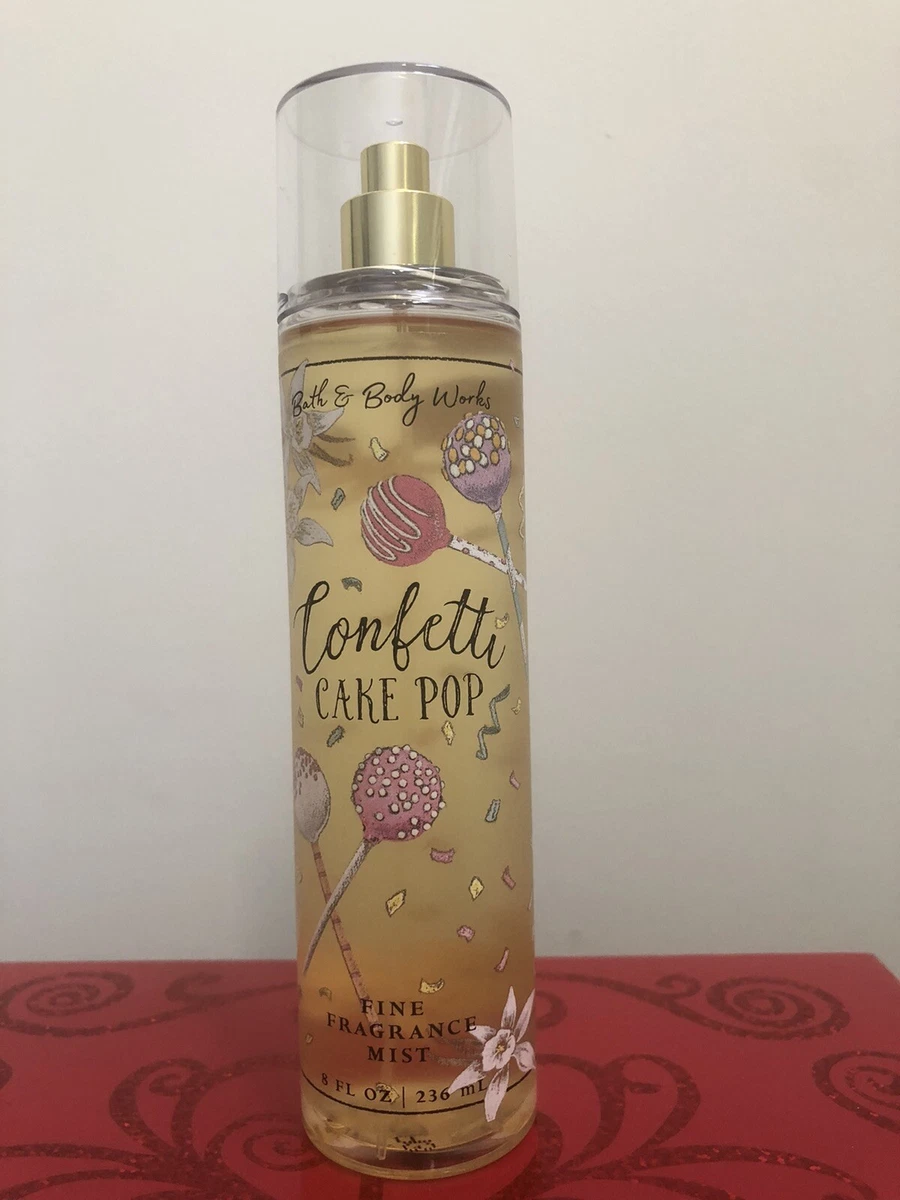 Bath & Body Works
Confetti
CAKE POP
FINE
FRAGRANCE
MIST
8 FL OZ | 236 mL